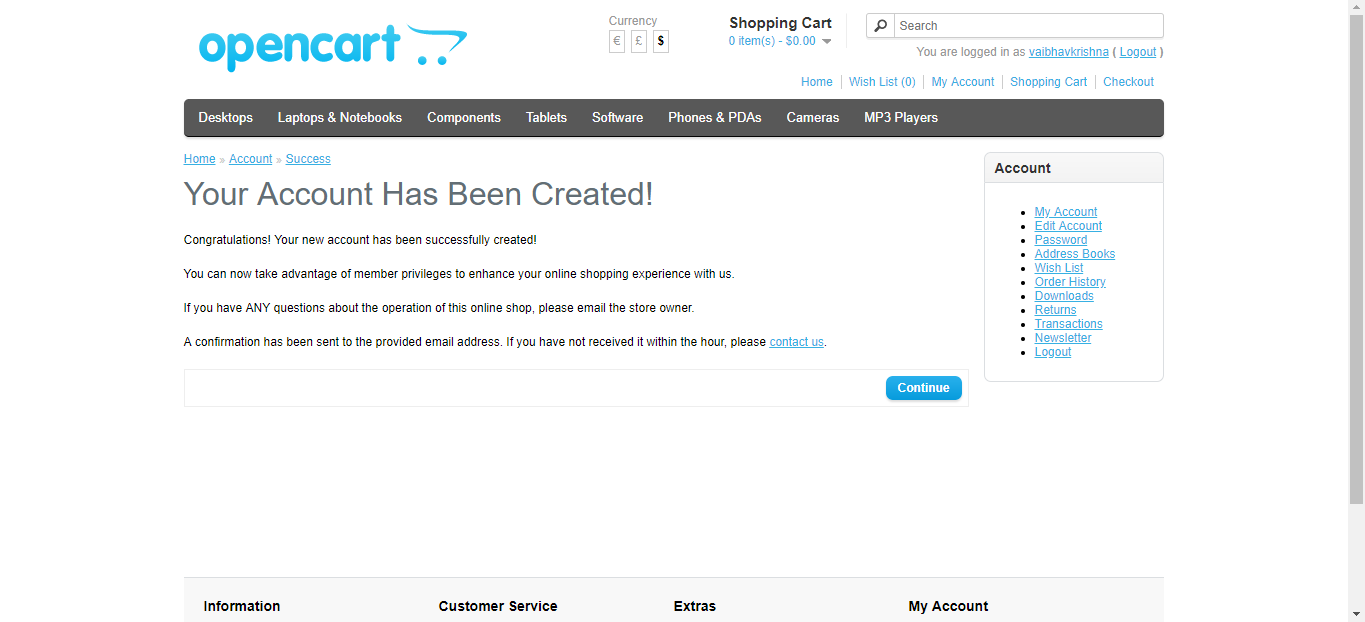 opencart
Currency
€ £ $
Shopping Cart
0 item(s) - $0.00
Search
You are logged in as vaibhavkrishna ( Logout )
Home Wish List (0) My Account Shopping Cart Checkout
Desktops Laptops & Notebooks Components Tablets Software Phones & PDAs Cameras MP3 Players
Home » Account » Success
Your Account Has Been Created!
Congratulations! Your new account has been successfully created!
You can now take advantage of member privileges to enhance your online shopping experience with us.
If you have ANY questions about the operation of this online shop, please email the store owner.
A confirmation has been sent to the provided email address. If you have not received it within the hour, please contact us.
Continue
Account
My Account
Edit Account
Password
Address Books
Wish List
Order History
Downloads
Returns
Transactions
Newsletter
Logout
Information Customer Service Extras My Account